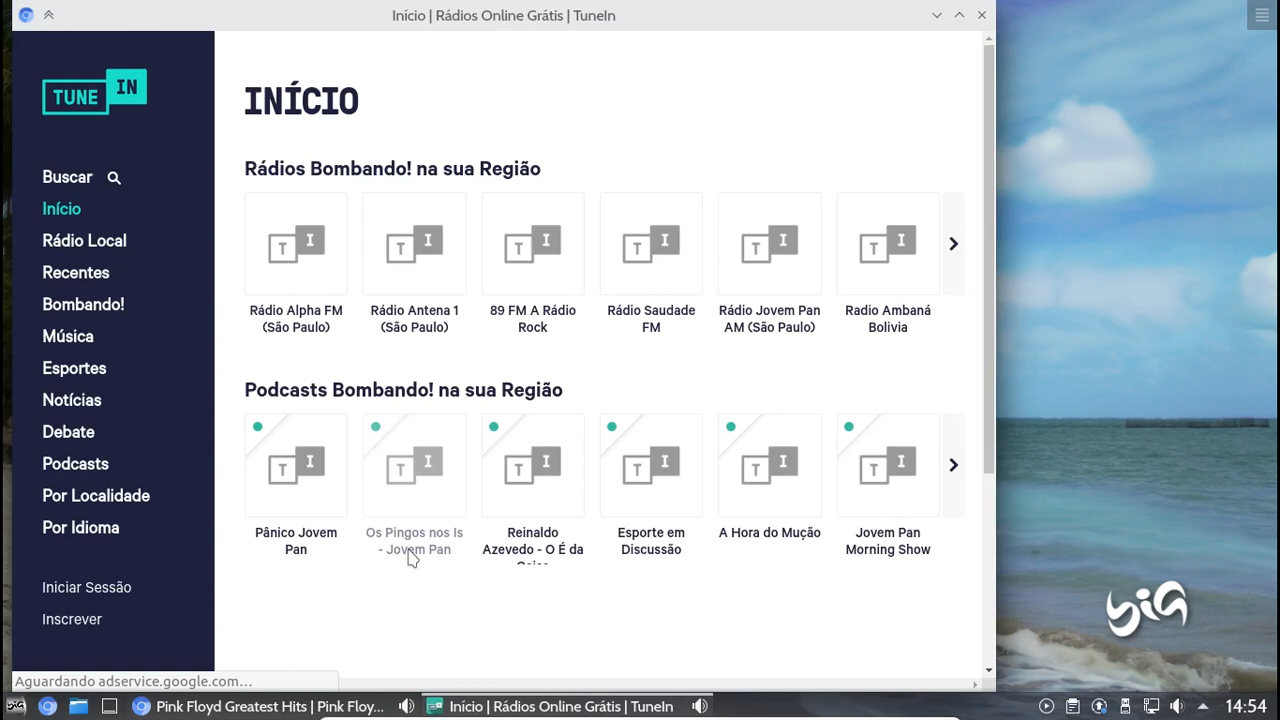 Início | Rádios Online Grátis | TuneIn
TUNE IN
Buscar
Início
Rádio Local
Recentes
Bombando!
Música
Esportes
Notícias
Debate
Podcasts
Por Localidade
Por Idioma
Iniciar Sessão
Inscrever
INÍCIO
Rádios Bombando! na sua Região
T I
T I
T I
T I
T I
T I
Rádio Alpha FM
(São Paulo)
Rádio Antena 1
(São Paulo)
89 FM A Rádio
Rock
Rádio Saudade
FM
Rádio Jovem Pan
AM (São Paulo)
Radio Ambaná
Bolivia
Podcasts Bombando! na sua Região
T I
T I
T I
T I
T I
T I
Pânico Jovem
Pan
Os Pingos nos Is
- Jovem Pan
Reinaldo
Azevedo - O É da
Esporte em
Discussão
A Hora do Mução
Jovem Pan
Morning Show
Aguardando adservice.google.com...
Pink Floyd Greatest Hits | Pink Floy...
Início | Rádios Online Grátis | TuneIn
14:54